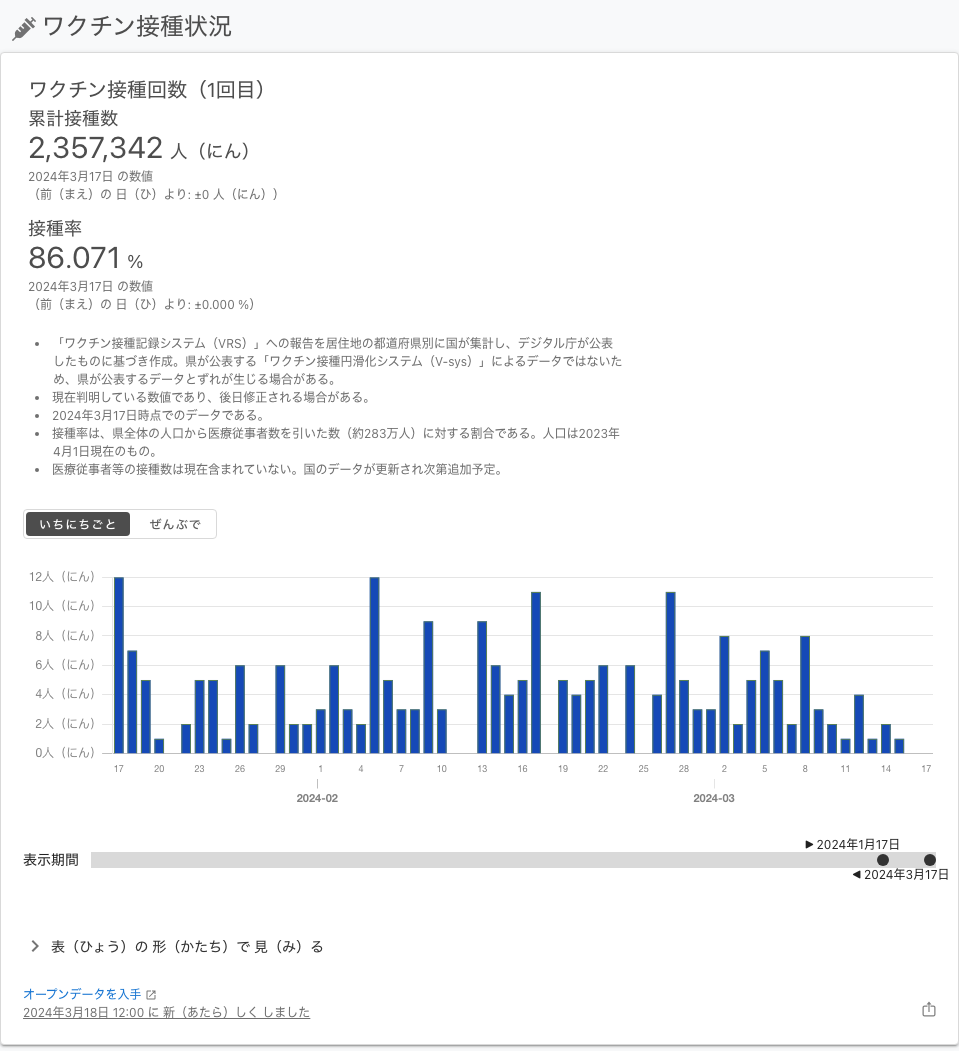 ワクチン接種状況
ワクチン接種回数（1回目）
累計接種数
2,357,342 人（にん）
2024年3月17日 の数値
（前（まえ）の 日（ひ）より: ±0 人（にん））
接種率
86.071 %
2024年3月17日 の数値
（前（まえ）の 日（ひ）より: ±0.000 %）
• 「ワクチン接種記録システム（VRS）」への報告を居住地の都道府県別に国が集計し、デジタル庁が公表
したものに基づき作成。県が公表する「ワクチン接種円滑化システム（V-sys）」によるデータではないた
め、県が公表するデータとずれが生じる場合がある。
• 現在判明している数値であり、後日修正される場合がある。
• 2024年3月17日時点でのデータである。
• 接種率は、県全体の人口から医療従事者数を引いた数（約283万人）に対する割合である。人口は2023年
4月1日現在のもの。
• 医療従事者等の接種数は現在含まれていない。国のデータが更新され次第追加予定。
いちにちごと ぜんぶで
12人（にん）
10人（にん）
8人（にん）
6人（にん）
4人（にん）
2人（にん）
0人（にん）
17 20 23 26 29 1 4 7 10 13 16 19 22 25 28 2 5 8 11 14 17
2024-02 2024-03
2024年1月17日
表示期間
2024年3月17日
表（ひょう）の 形（かたち）で 見（み）る
オープンデータを入手
2024年3月18日 12:00 に 新（あたら）しく しました